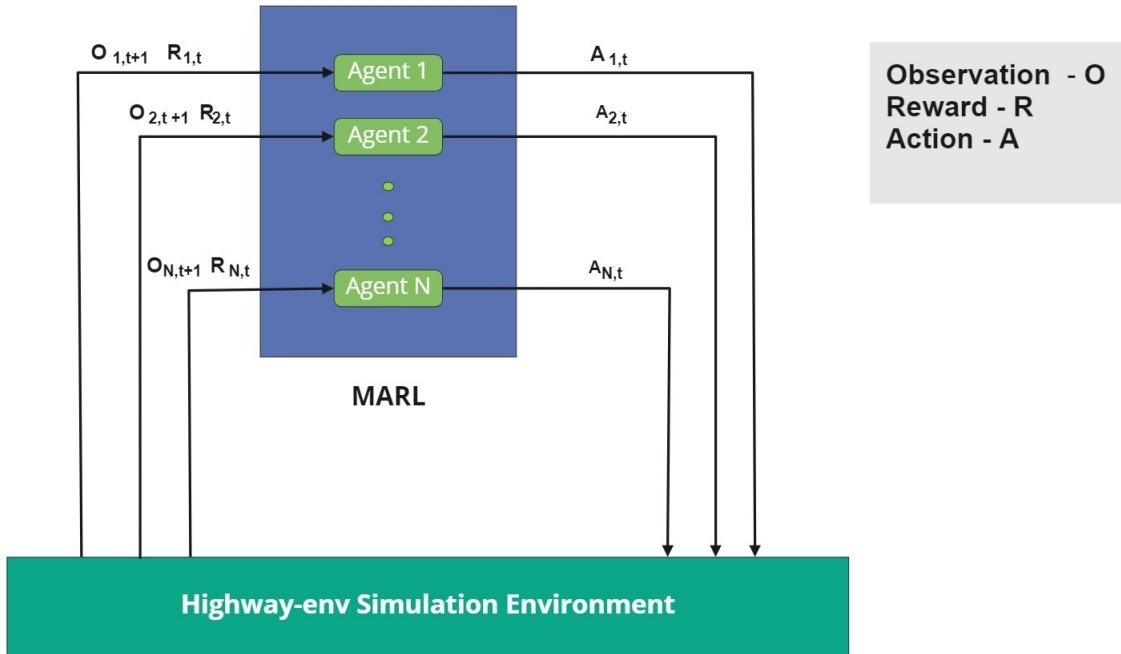 O 1,t+1 R1,t
Agent 1
A 1,t
O 2,t +1 R2,t
Agent 2
A2,t
ON,t+1 R N,t
Agent N
AN,t
MARL
Highway-env Simulation Environment
Observation - O
Reward - R
Action - A